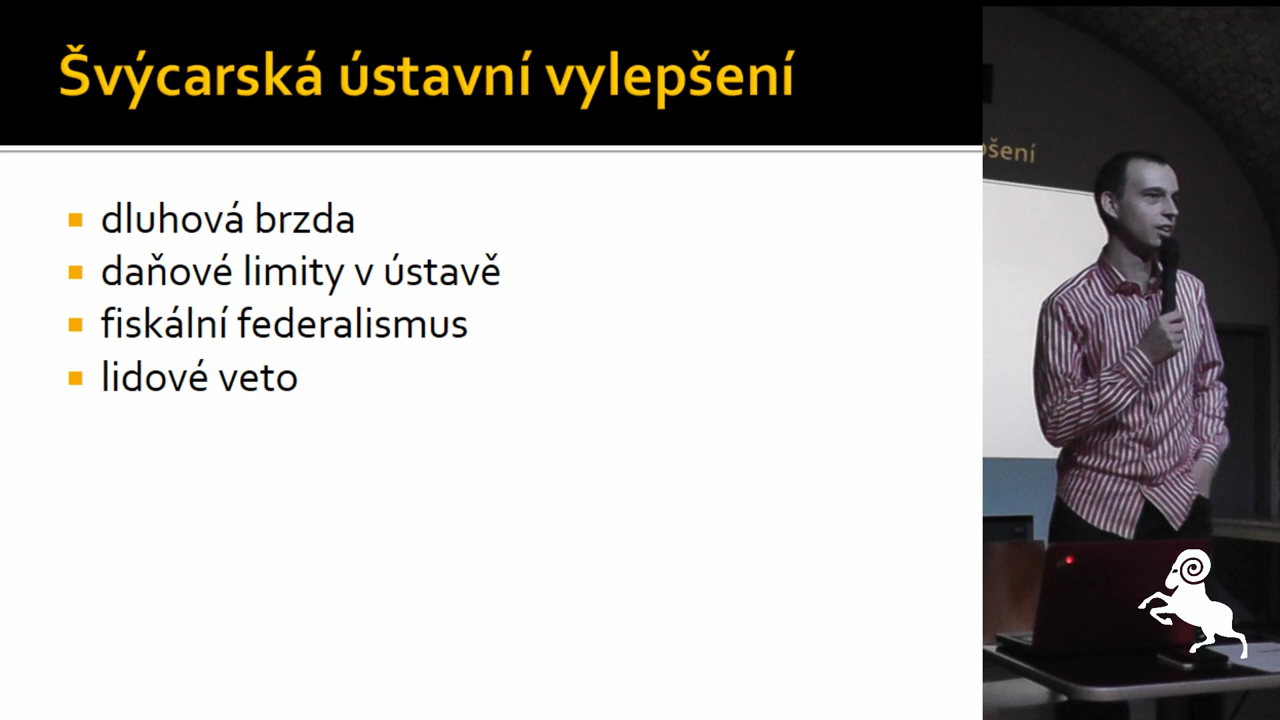 Švýcarská ústavní vylepšení
dluhová brzda
daňové limity v ústavě
fiskální federalismus
lidové veto
pšení